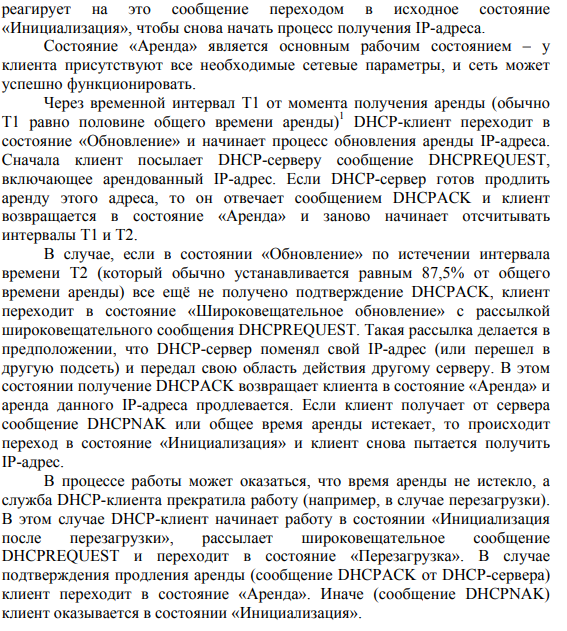 реагирует на это сообщение переходом в исходное состояние
«Инициализация», чтобы снова начать процесс получения IP-адреса.
Состояние «Аренда» является основным рабочим состоянием – у
клиента присутствуют все необходимые сетевые параметры, и сеть может
успешно функционировать.
Через временной интервал T1 от момента получения аренды (обычно
T1 равно половине общего времени аренды)¹ DHCP-клиент переходит в
состояние «Обновление» и начинает процесс обновления аренды IP-адреса.
Сначала клиент посылает DHCP-серверу сообщение DHCPREQUEST,
включающее арендованный IP-адрес. Если DHCP-сервер готов продлить
аренду этого адреса, то он отвечает сообщением DHCPACK и клиент
возвращается в состояние «Аренда» и заново начинает отсчитывать
интервалы T1 и T2.
В случае, если в состоянии «Обновление» по истечении интервала
времени T2 (который обычно устанавливается равным 87,5% от общего
времени аренды) все ещё не получено подтверждение DHCPACK, клиент
переходит в состояние «Широковещательное обновление» с рассылкой
широковещательного сообщения DHCPREQUEST. Такая рассылка делается в
предположении, что DHCP-сервер поменял свой IP-адрес (или перешел в
другую подсеть) и передал свою область действия другому серверу. В этом
состоянии получение DHCPACK возвращает клиента в состояние «Аренда» и
аренда данного IP-адреса продлевается. Если клиент получает от сервера
сообщение DHCPNAK или общее время аренды истекает, то происходит
переход в состояние «Инициализация» и клиент снова пытается получить
IP-адрес.
В процессе работы может оказаться, что время аренды не истекло, а
служба DHCP-клиента прекратила работу (например, в случае перезагрузки).
В этом случае DHCP-клиент начинает работу в состоянии «Инициализация
после перезагрузки», рассылает широковещательное сообщение
DHCPREQUEST и переходит в состояние «Перезагрузка». В случае
подтверждения продления аренды (сообщение DHCPACK от DHCP-сервера)
клиент переходит в состояние «Аренда». Иначе (сообщение DHCPNAK)
клиент оказывается в состоянии «Инициализация».